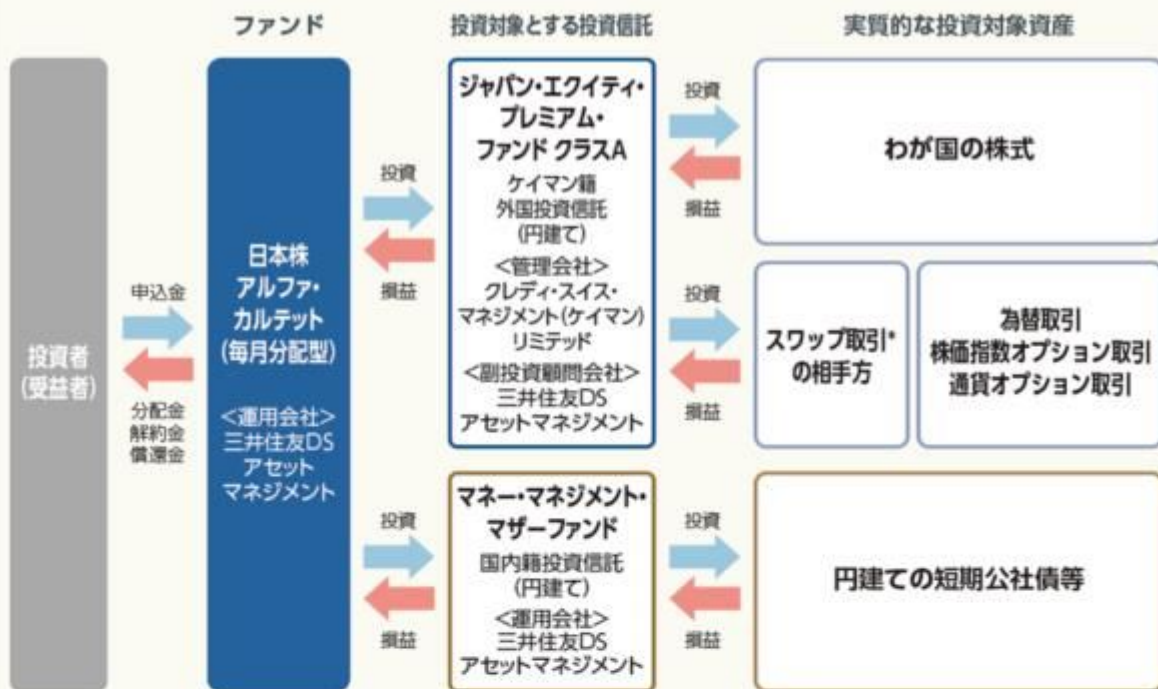 ファンド
投資対象とする投資信託
実質的な投資対象資産
投資者
(受益者)
申込金
分配金
解約金
償還金
日本株
アルファ・
カルテット
(毎月分配型)
<運用会社>
三井住友DS
アセット
マネジメント
投資
損益
ジャパン・エクイティ・
プレミアム・
ファンド クラスA
ケイマン籍
外国投資信託
(円建て)
<管理会社>
クレディ・スイス・
マネジメント(ケイマン)
リミテッド
<副投資顧問会社>
三井住友DS
アセットマネジメント
投資
損益
わが国の株式
投資
損益
スワップ取引*
の相手方
為替取引
株価指数オプション取引
通貨オプション取引
投資
損益
マネー・マネジメント・
マザーファンド
国内籍投資信託
(円建て)
<運用会社>
三井住友DS
アセットマネジメント
投資
損益
円建ての短期公社債等